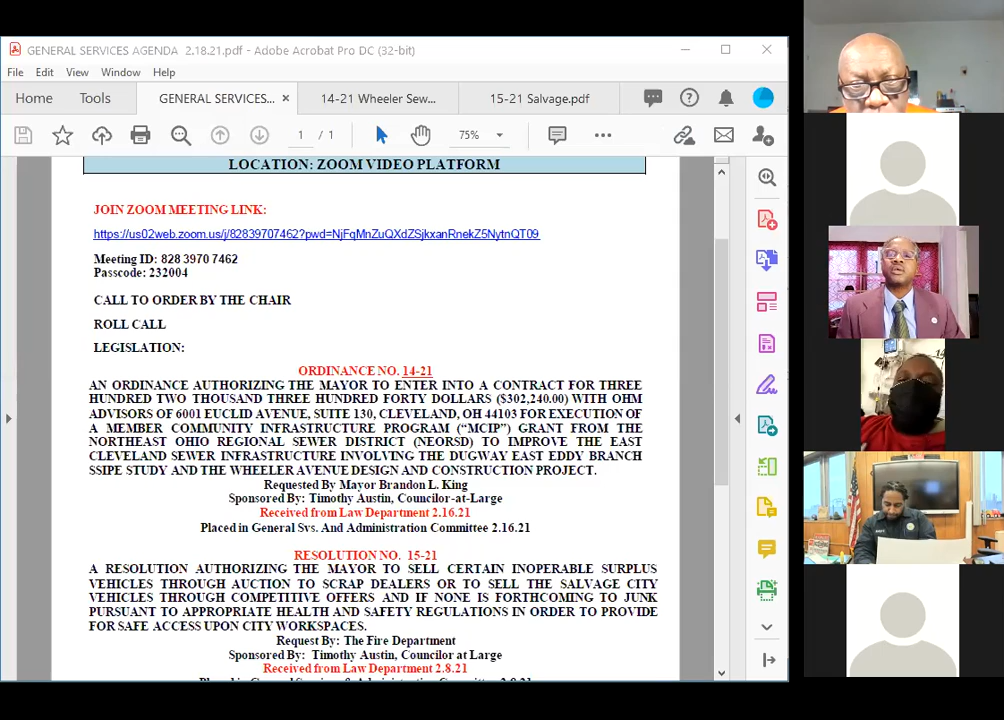 GENERAL SERVICES AGENDA 2.18.21.pdf - Adobe Acrobat Pro DC (32-bit)
File Edit View Window Help
Home Tools GENERAL SERVICES... × 14-21 Wheeler Sew... 15-21 Salvage.pdf
1 / 1 75%
LOCATION: ZOOM VIDEO PLATFORM
JOIN ZOOM MEETING LINK:
https://us02web.zoom.us/j/82839707462?pwd=NjFqMnZuQXdZSjkxanRnekZ5NytnQT09
Meeting ID: 828 3970 7462
Passcode: 232004
CALL TO ORDER BY THE CHAIR
ROLL CALL
LEGISLATION:
ORDINANCE NO. 14-21
AN ORDINANCE AUTHORIZING THE MAYOR TO ENTER INTO A CONTRACT FOR THREE
HUNDRED TWO THOUSAND THREE HUNDRED FORTY DOLLARS ($302,240.00) WITH OHM
ADVISORS OF 6001 EUCLID AVENUE, SUITE 130, CLEVELAND, OH 44103 FOR EXECUTION OF
A MEMBER COMMUNITY INFRASTRUCTURE PROGRAM ("MCIP") GRANT FROM THE
NORTHEAST OHIO REGIONAL SEWER DISTRICT (NEORSD) TO IMPROVE THE EAST
CLEVELAND SEWER INFRASTRUCTURE INVOLVING THE DUGWAY EAST EDDY BRANCH
SSIPE STUDY AND THE WHEELER AVENUE DESIGN AND CONSTRUCTION PROJECT.
Requested By Mayor Brandon L. King
Sponsored By: Timothy Austin, Councilor-at-Large
Received from Law Department 2.16.21
Placed in General Svs. And Administration Committee 2.16.21
RESOLUTION NO. 15-21
A RESOLUTION AUTHORIZING THE MAYOR TO SELL CERTAIN INOPERABLE SURPLUS
VEHICLES THROUGH AUCTION TO SCRAP DEALERS OR TO SELL THE SALVAGE CITY
VEHICLES THROUGH COMPETITIVE OFFERS AND IF NONE IS FORTHCOMING TO JUNK
PURSUANT TO APPROPRIATE HEALTH AND SAFETY REGULATIONS IN ORDER TO PROVIDE
FOR SAFE ACCESS UPON CITY WORKSPACES.
Request By: The Fire Department
Sponsored By: Timothy Austin, Councilor at Large
Received from Law Department 2.8.21